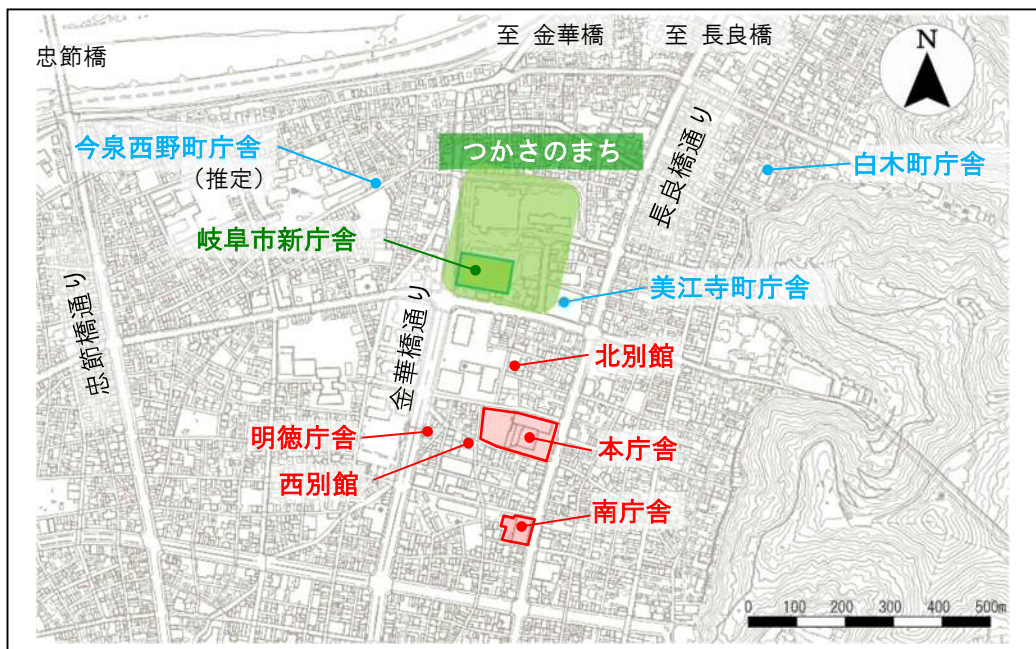 忠節橋
至 金華橋
至 長良橋
N
つかさのまち
今泉西野町庁舎
（推定）
長良橋通り
白木町庁舎
岐阜市新庁舎
美江寺町庁舎
忠節橋通り
金華橋通り
北別館
明徳庁舎
西別館
本庁舎
南庁舎
0 100 200 300 400 500m